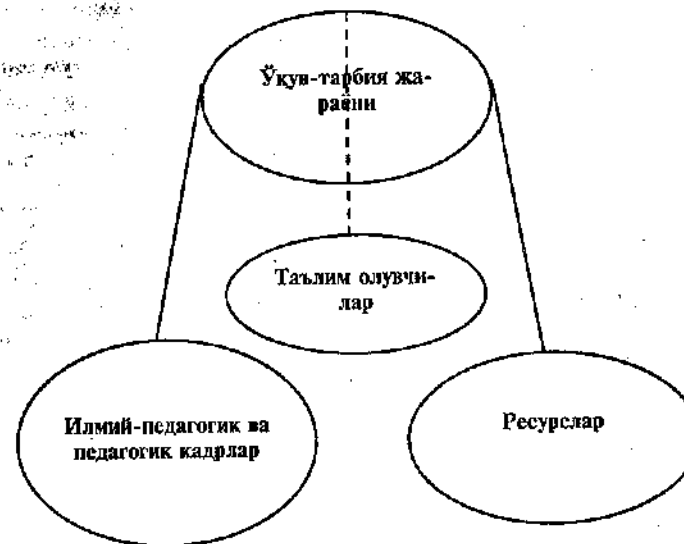 Ўқув-тарбия жа-
раёни
Таълим олувчи-
лар
Илмий-педагогик ва
педагогик кадрлар
Ресурслар